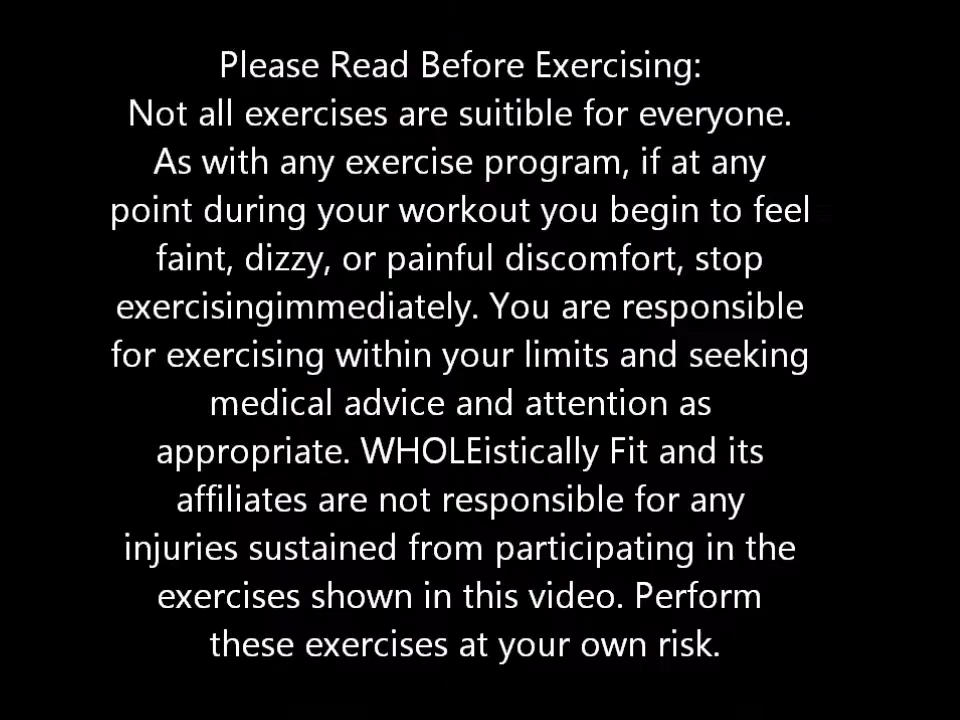 Please Read Before Exercising:
Not all exercises are suitible for everyone.
As with any exercise program, if at any
point during your workout you begin to feel
faint, dizzy, or painful discomfort, stop
exercisingimmediately. You are responsible
for exercising within your limits and seeking
medical advice and attention as
appropriate. WHOLEistically Fit and its
affiliates are not responsible for any
injuries sustained from participating in the
exercises shown in this video. Perform
these exercises at your own risk.